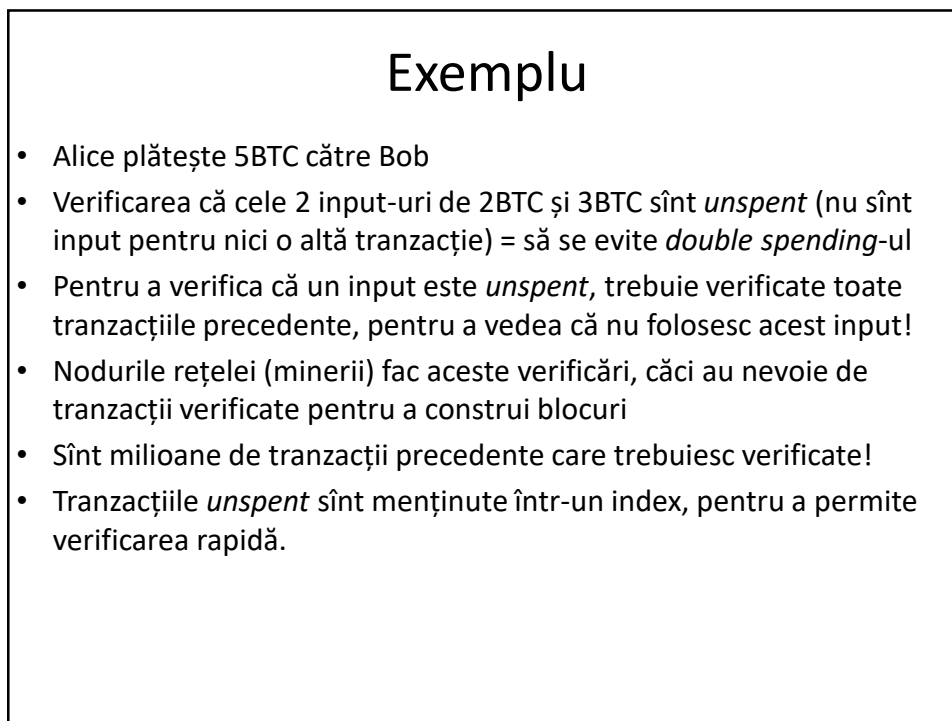 Exemplu
• Alice plătește 5BTC către Bob
• Verificarea că cele 2 input-uri de 2BTC și 3BTC sînt unspent (nu sînt
input pentru nici o altă tranzacție) = să se evite double spending-ul
• Pentru a verifica că un input este unspent, trebuie verificate toate
tranzacțiile precedente, pentru a vedea că nu folosesc acest input!
• Nodurile rețelei (minerii) fac aceste verificări, căci au nevoie de
tranzacții verificate pentru a construi blocuri
• Sînt milioane de tranzacții precedente care trebuiesc verificate!
• Tranzacțiile unspent sînt menținute într-un index, pentru a permite
verificarea rapidă.